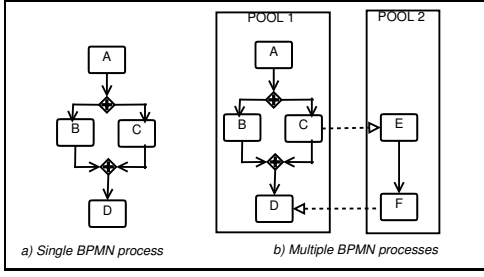 POOL 1
POOL 2
A
B
C
D
a) Single BPMN process
A
B
C
D
E
F
b) Multiple BPMN processes